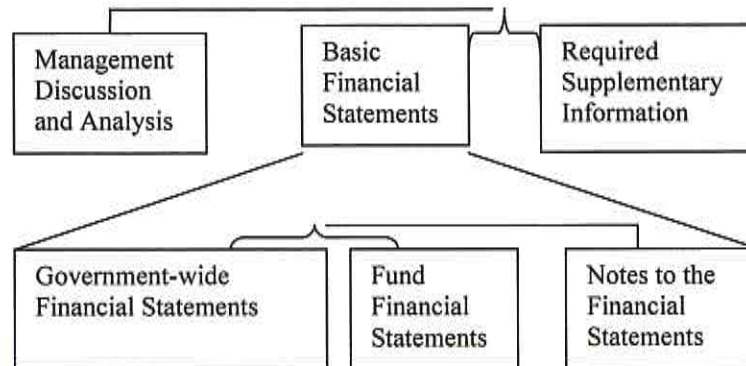 Management
Discussion
and Analysis
Basic
Financial
Statements
Required
Supplementary
Information
Government-wide
Financial Statements
Fund
Financial
Statements
Notes to the
Financial
Statements